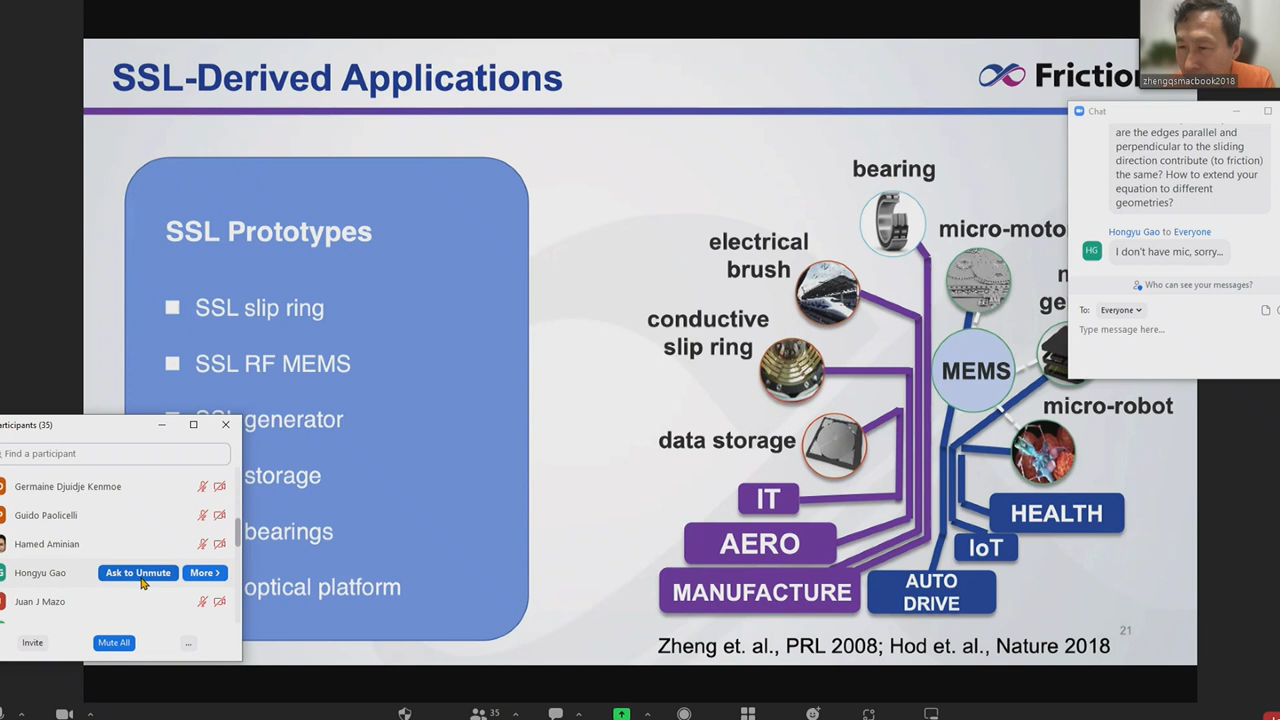 SSL-Derived Applications
Friction
zhengqsmacbook2018
SSL Prototypes
SSL slip ring
SSL RF MEMS
generator
storage
bearings
optical platform
bearing
electrical
brush
micro-moto
conductive
slip ring
MEMS
data storage
micro-robot
IT
HEALTH
AERO
IoT
MANUFACTURE
AUTO
DRIVE
21
Zheng et. al., PRL 2008; Hod et. al., Nature 2018
Chat
are the edges parallel and
perpendicular to the sliding
direction contribute (to friction)
the same? How to extend your
equation to different
geometries?
Hongyu Gao to Everyone
HG
I don't have mic, sorry...
Who can see your messages?
To: Everyone
Type message here...
articipants (35)
Find a participant
Germaine Djuidje Kenmoe
Guido Paolicelli
Hamed Aminian
Hongyu Gao
Ask to Unmute
More >
Juan J Mazo
Invite
Mute All
...
35